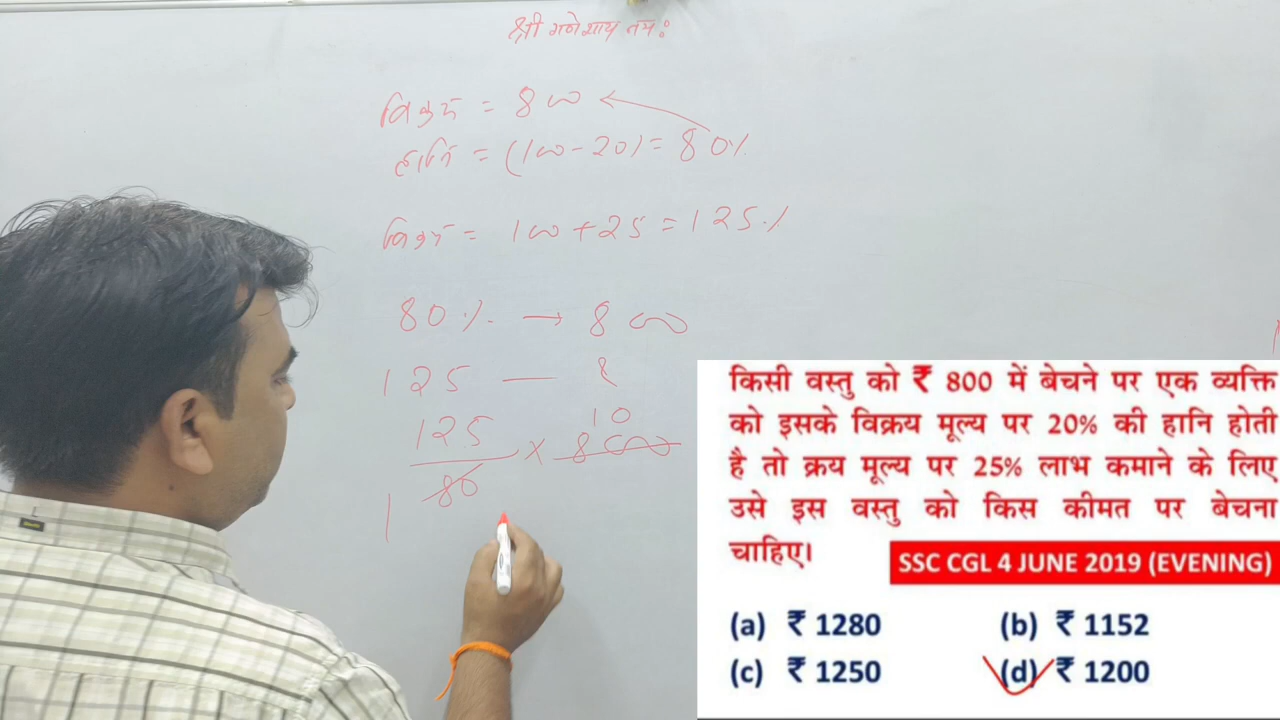 श्री गणेशाय नमः
विक्रय = 800
हानि = (100-20) = 80%
विक्रय = 100+25 = 125%
80% → 800
125 — ?
125/80 × 800 10
1
किसी वस्तु को ₹ 800 में बेचने पर एक व्यक्ति
को इसके विक्रय मूल्य पर 20% की हानि होती
है तो क्रय मूल्य पर 25% लाभ कमाने के लिए
उसे इस वस्तु को किस कीमत पर बेचना
चाहिए।
SSC CGL 4 JUNE 2019 (EVENING)
(a) ₹ 1280 (b) ₹ 1152
(c) ₹ 1250 (d) ₹ 1200